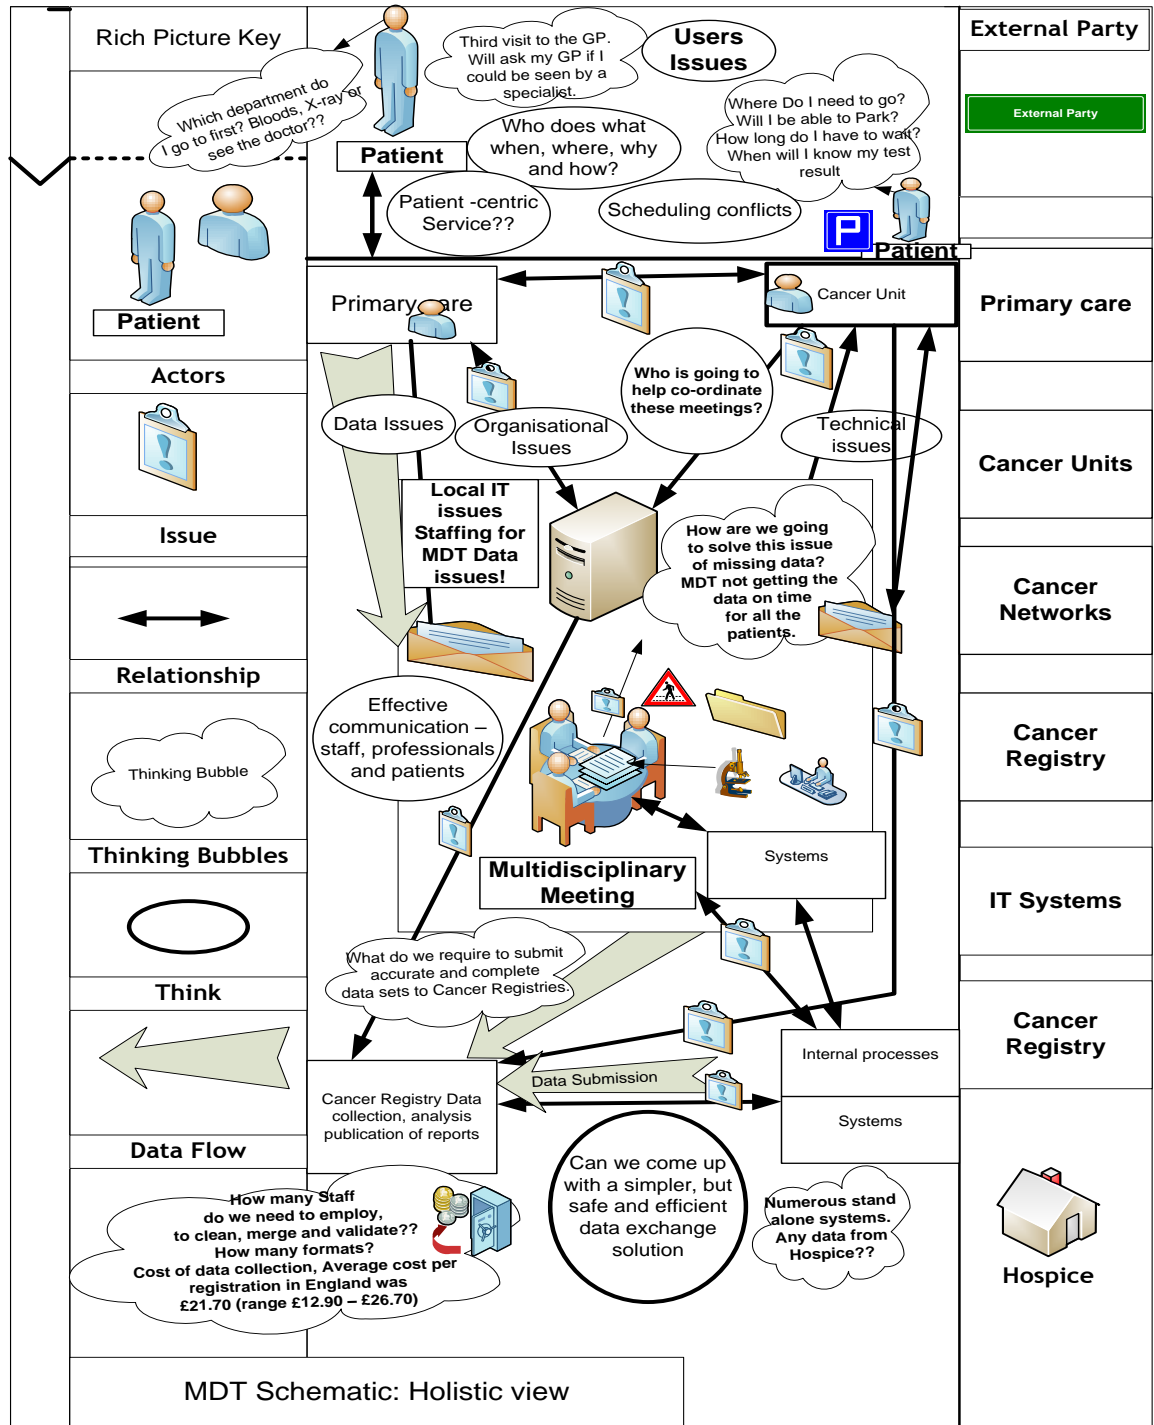 Rich Picture Key
Which department do
I go to first? Bloods, X-ray or
see the doctor??
Patient
Actors
Issue
Relationship
Thinking Bubble
Thinking Bubbles
Think
Data Flow
Third visit to the GP.
Will ask my GP if I
could be seen by a
specialist.
Users
Issues
Where Do I need to go?
Will I be able to Park?
How long do I have to wait?
When will I know my test
result
Who does what
when, where, why
and how?
Patient
Patient -centric
Service??
Scheduling conflicts
P
Patient
Primary care
Cancer Unit
Who is going to
help co-ordinate
these meetings?
Data Issues
Organisational
Issues
Technical
issues
Local IT
issues
Staffing for
MDT Data
issues!
How are we going
to solve this issue
of missing data?
MDT not getting the
data on time
for all the
patients.
Effective
communication –
staff, professionals
and patients
Systems
Multidisciplinary
Meeting
What do we require to submit
accurate and complete
data sets to Cancer Registries.
Internal processes
Data Submission
Systems
Cancer Registry Data
collection, analysis
publication of reports
Can we come up
with a simpler, but
safe and efficient
data exchange
solution
Numerous stand
alone systems.
Any data from
Hospice??
How many Staff
do we need to employ,
to clean, merge and validate??
How many formats?
Cost of data collection, Average cost per
registration in England was
£21.70 (range £12.90 – £26.70)
MDT Schematic: Holistic view
External Party
External Party
Primary care
Cancer Units
Cancer
Networks
Cancer
Registry
IT Systems
Cancer
Registry
Hospice